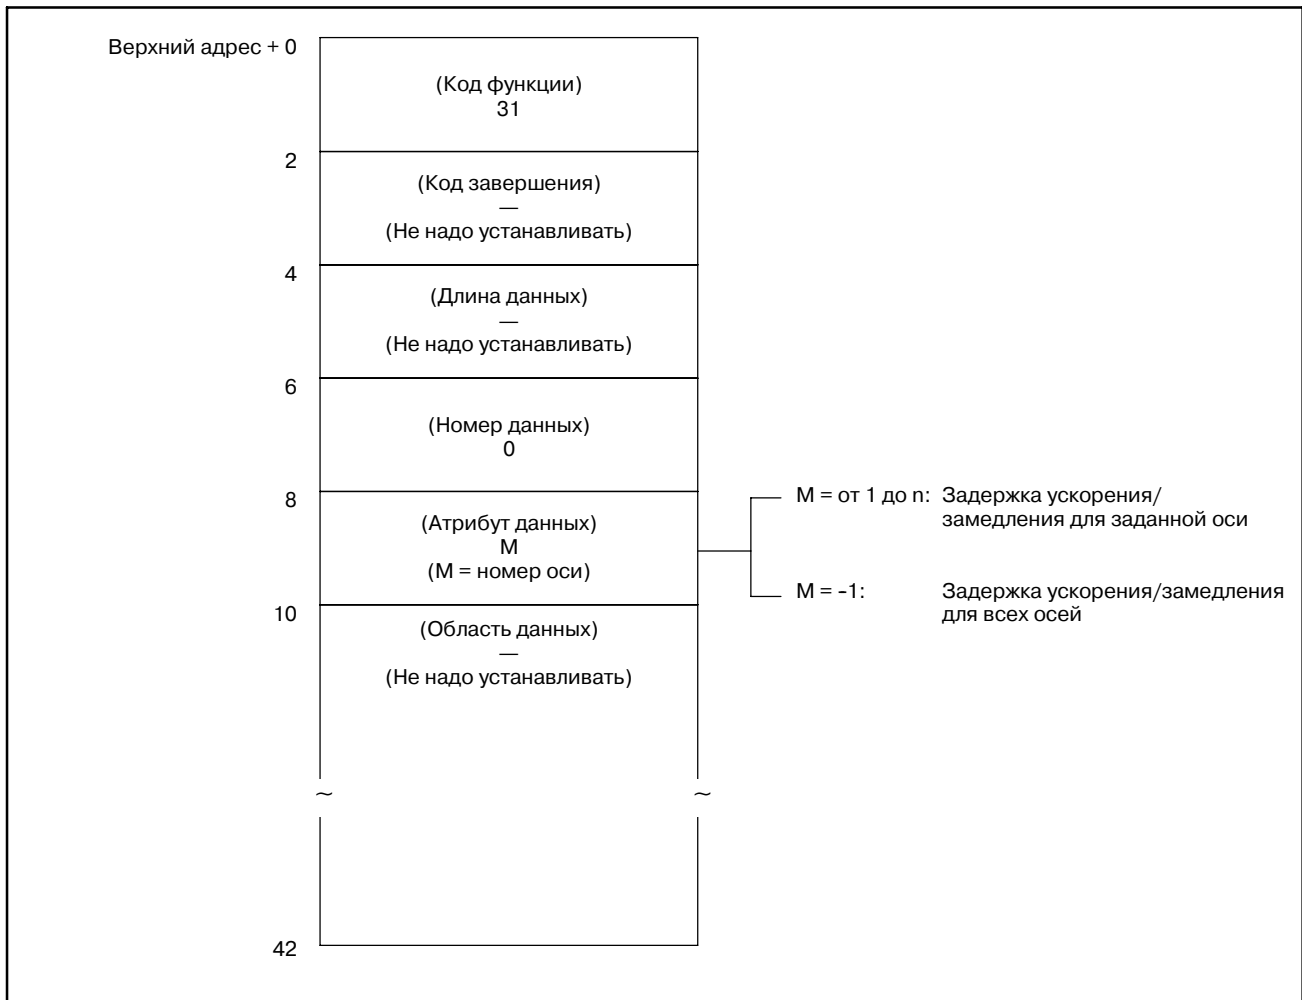 Верхний адрес + 0
(Код функции)
31
2
(Код завершения)
—
(Не надо устанавливать)
4
(Длина данных)
—
(Не надо устанавливать)
6
(Номер данных)
0
8
(Атрибут данных)
M
(M = номер оси)
M = от 1 до n: Задержка ускорения/
замедления для заданной оси
M = -1: Задержка ускорения/замедления
для всех осей
10
(Область данных)
—
(Не надо устанавливать)
~ ~
42